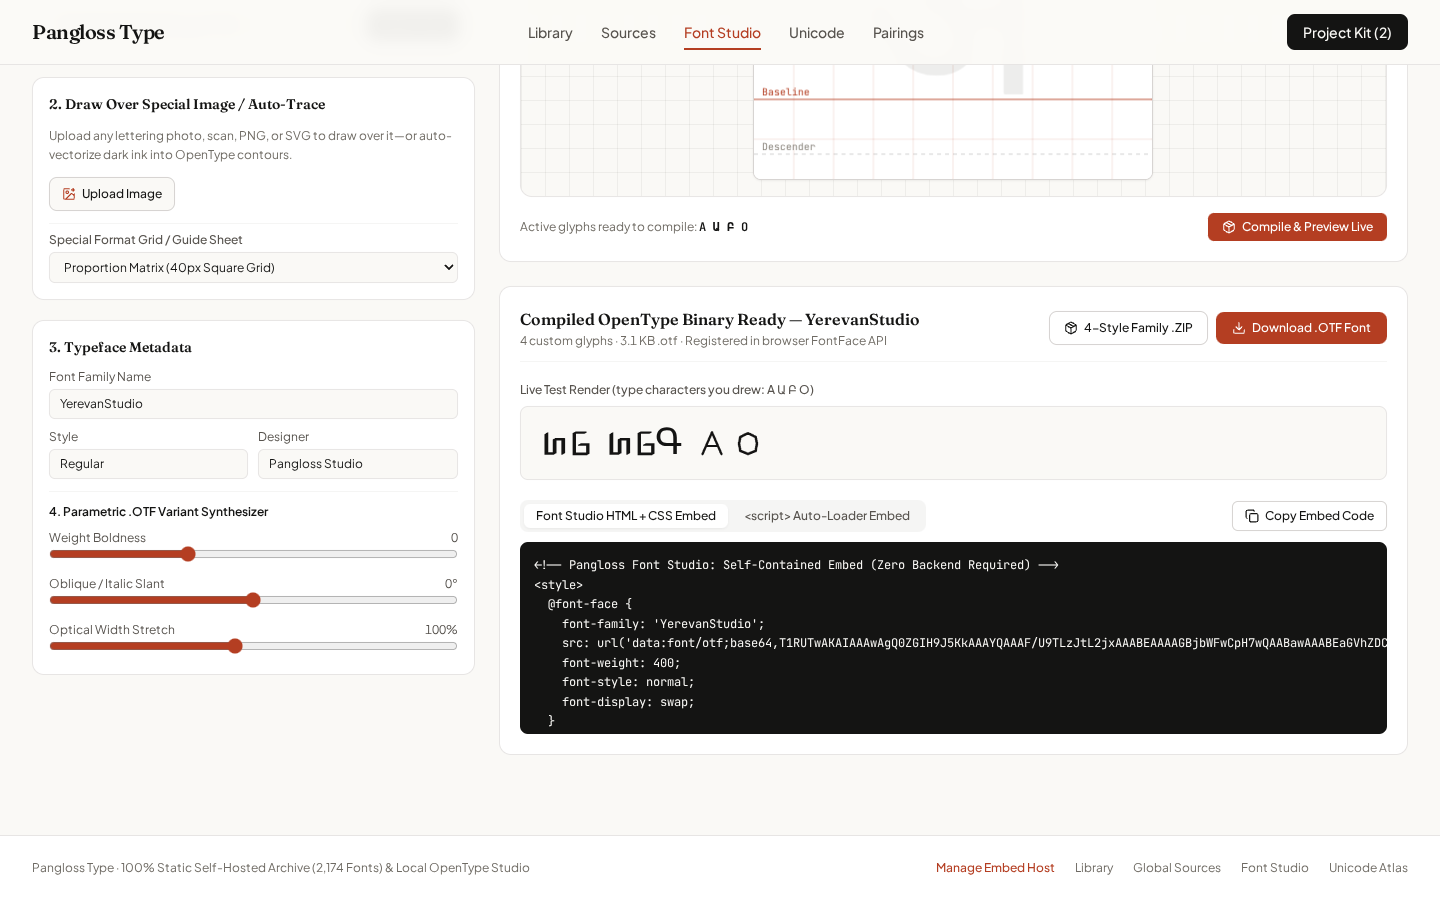 Pangloss Type
Library
Sources
Font Studio
Unicode
Pairings
Project Kit (2)
2. Draw Over Special Image / Auto-Trace
Upload any lettering photo, scan, PNG, or SVG to draw over it—or auto-
vectorize dark ink into OpenType contours.
Upload Image
Special Format Grid / Guide Sheet
Proportion Matrix (40px Square Grid)
3. Typeface Metadata
Font Family Name
YerevanStudio
Style
Designer
Regular
Pangloss Studio
4. Parametric .OTF Variant Synthesizer
Weight Boldness
0
Oblique / Italic Slant
0°
Optical Width Stretch
100%
Baseline
Descender
Active glyphs ready to compile: A Ա Բ O
Compile & Preview Live
Compiled OpenType Binary Ready — YerevanStudio
4 custom glyphs · 3.1 KB .otf · Registered in browser FontFace API
4-Style Family .ZIP
Download .OTF Font
Live Test Render (type characters you drew: A Ա Բ O)
A O
Font Studio HTML + CSS Embed
<script> Auto-Loader Embed
Copy Embed Code
<!-- Pangloss Font Studio: Self-Contained Embed (Zero Backend Required) -->
<style>
@font-face {
font-family: 'YerevanStudio';
src: url('data:font/otf;base64,T1RUTwAKAIAAAwAgQ0ZGIH9J5KkAAAYQAAAF/U9TLzJtL2jxAAABEAAAAGBjbWFwCpH7wQAABawAAABEaGVhZDC
font-weight: 400;
font-style: normal;
font-display: swap;
}
Pangloss Type · 100% Static Self-Hosted Archive (2,174 Fonts) & Local OpenType Studio
Manage Embed Host
Library
Global Sources
Font Studio
Unicode Atlas